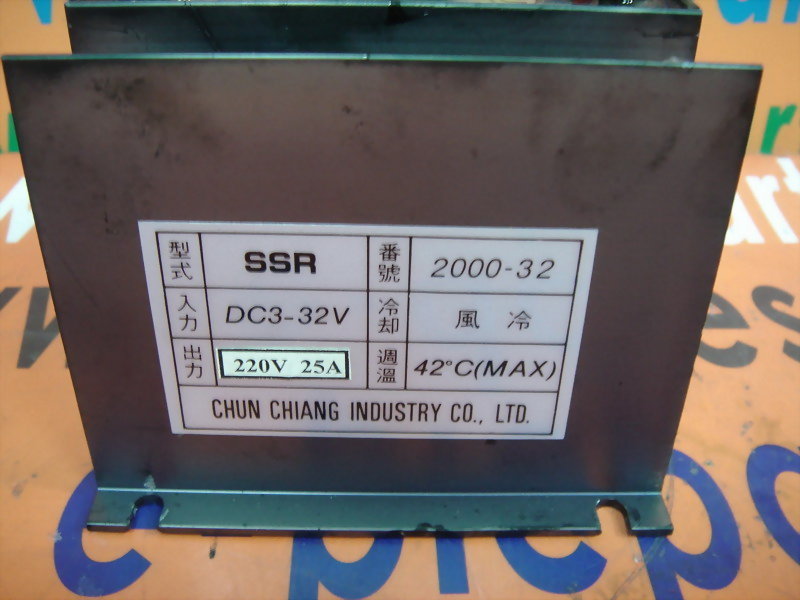 型式 SSR 番號 2000-32
入力 DC3-32V 冷却 風冷
出力 220V 25A 週溫 42°C(MAX)
CHUN CHIANG INDUSTRY CO., LTD.